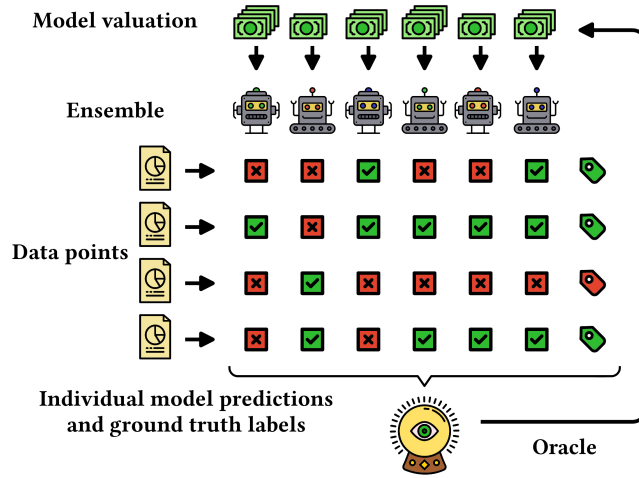 Model valuation
Ensemble
Data points
Individual model predictions
and ground truth labels
Oracle